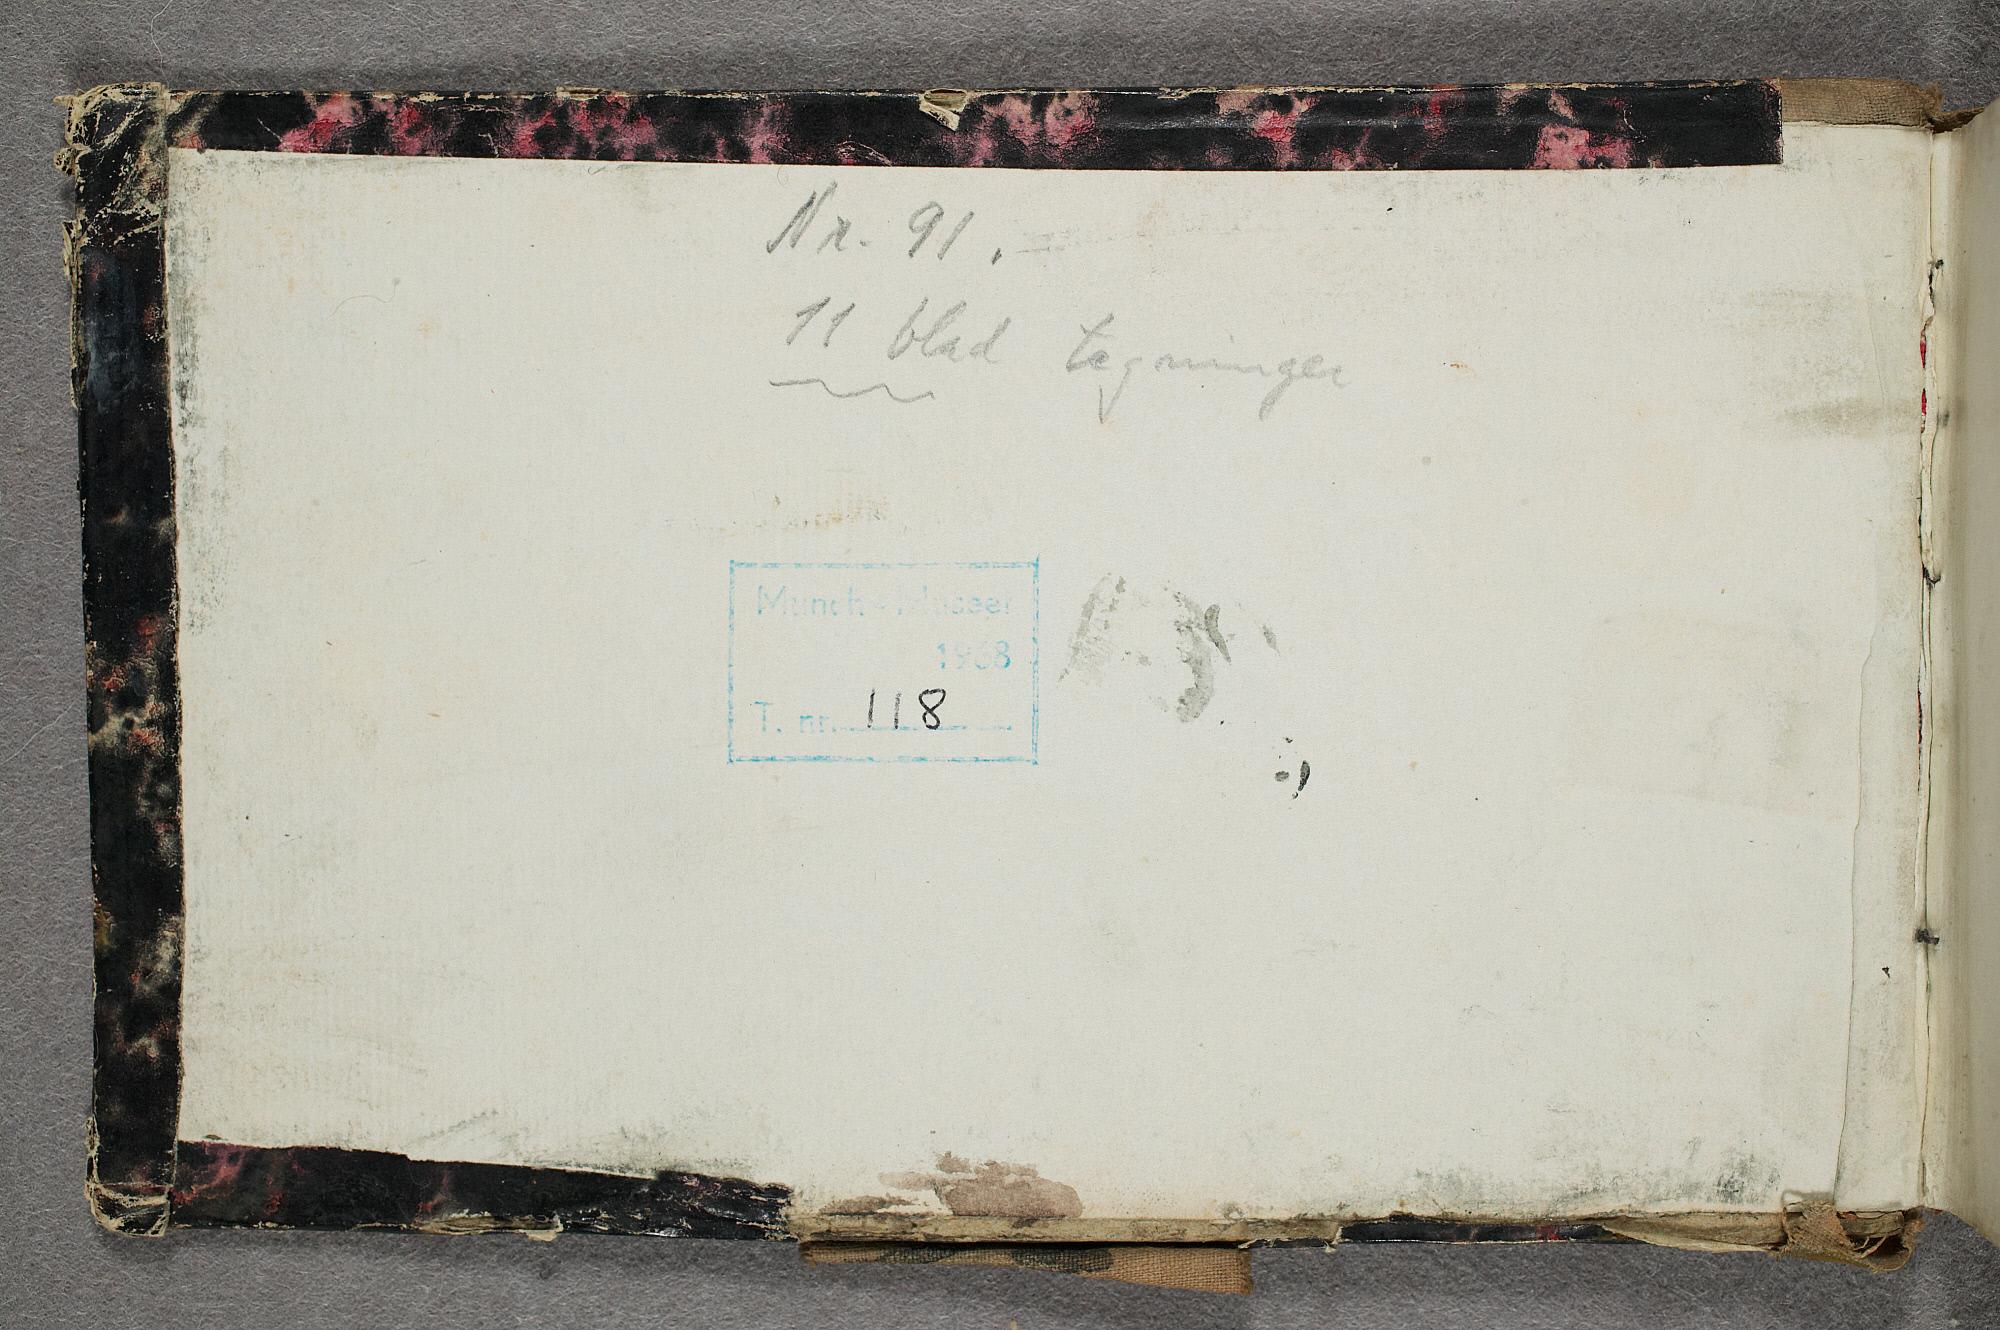 Nr. 91.
11 blad tegninger
Munch-Museet
1968
T. nr. 118